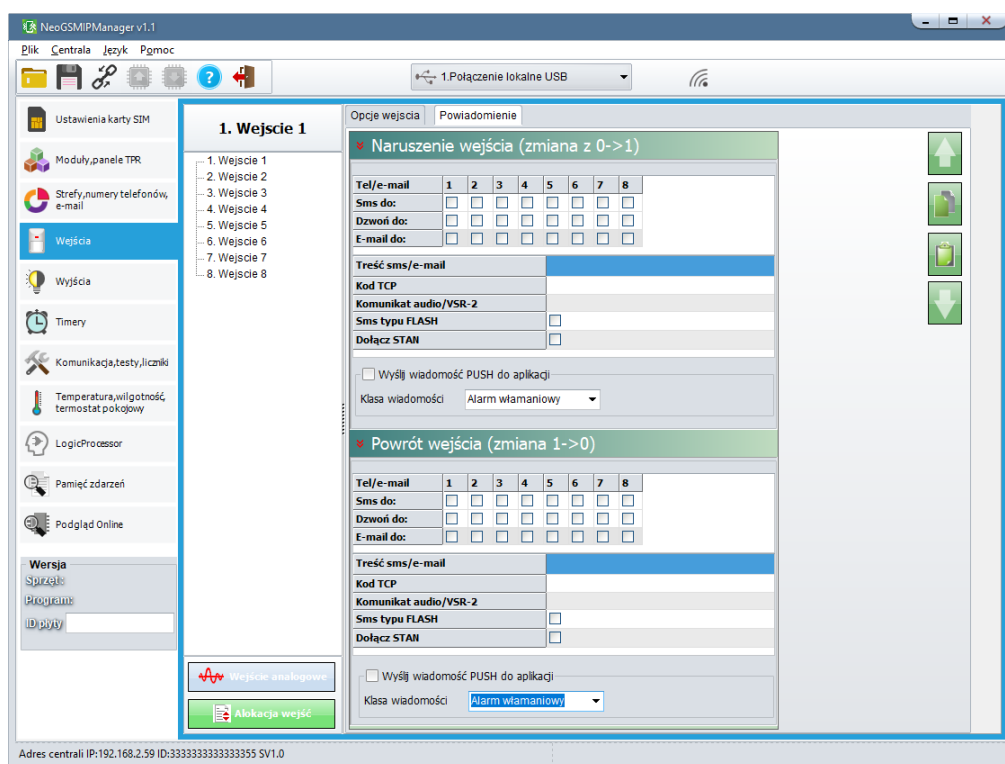 NeoGSMIPManager v1.1
Plik Centrala Język Pomoc
1.Połączenie lokalne USB
Ustawienia karty SIM
Moduły,panele TPR
Strefy,numery telefonów,
e-mail
Wejścia
Wyjścia
Timery
Komunikacja,testy,liczniki
Temperatura,wilgotność,
termostat pokojowy
LogicProcessor
Pamięć zdarzeń
Podgląd Online
Wersja
Sprzęt:
Program:
ID płyty
1. Wejscie 1
1. Wejscie 1
2. Wejscie 2
3. Wejscie 3
4. Wejscie 4
5. Wejscie 5
6. Wejscie 6
7. Wejscie 7
8. Wejscie 8
Wejście analogowe
Alokacja wejść
Opcje wejscia Powiadomienie
Naruszenie wejścia (zmiana z 0->1)
Tel/e-mail 1 2 3 4 5 6 7 8
Sms do:
Dzwoń do:
E-mail do:
Treść sms/e-mail
Kod TCP
Komunikat audio/VSR-2
Sms typu FLASH
Dołącz STAN
Wyślij wiadomość PUSH do aplikacji
Klasa wiadomości Alarm włamaniowy
Powrót wejścia (zmiana 1->0)
Tel/e-mail 1 2 3 4 5 6 7 8
Sms do:
Dzwoń do:
E-mail do:
Treść sms/e-mail
Kod TCP
Komunikat audio/VSR-2
Sms typu FLASH
Dołącz STAN
Wyślij wiadomość PUSH do aplikacji
Klasa wiadomości Alarm włamaniowy
Adres centrali IP:192.168.2.59 ID:3333333333333355 SV1.0